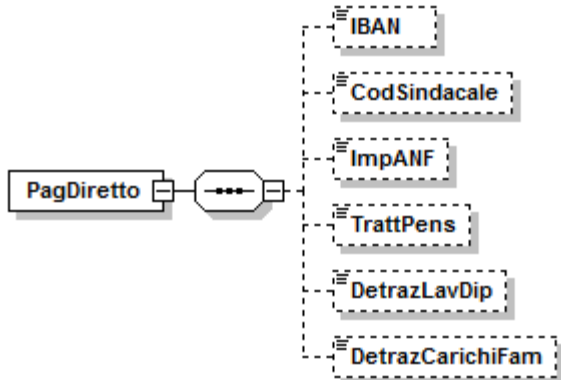 IBAN
CodSindacale
ImpANF
PagDiretto
TrattPens
DetrazLavDip
DetrazCarichiFam